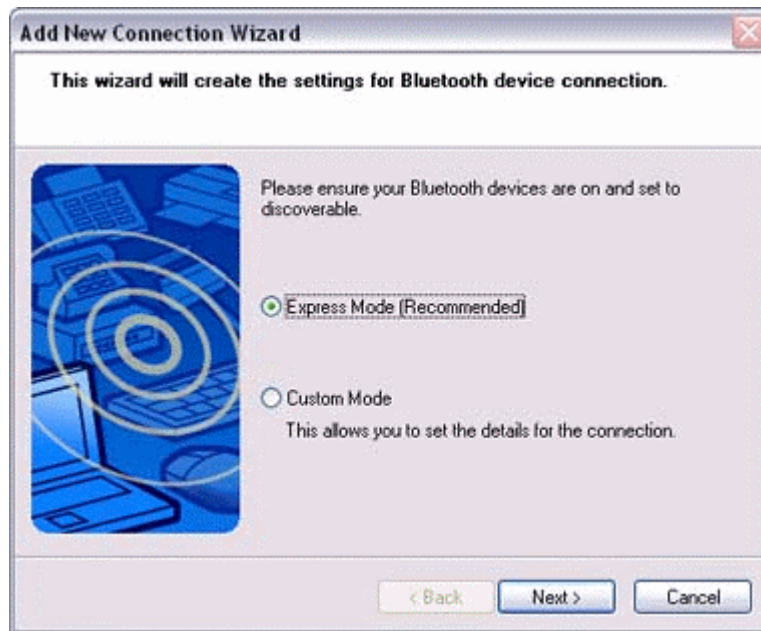 Add New Connection Wizard
This wizard will create the settings for Bluetooth device connection.
Please ensure your Bluetooth devices are on and set to
discoverable.
Express Mode (Recommended)
Custom Mode
This allows you to set the details for the connection.
< Back
Next >
Cancel